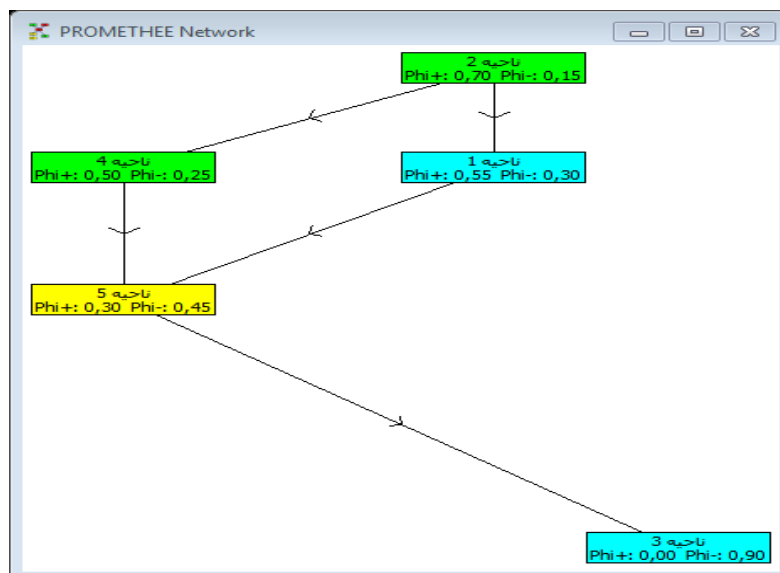 PROMETHEE Network
ناحیه 2
Phi+: 0,70 Phi-: 0,15
ناحیه 4
Phi+: 0,50 Phi-: 0,25
ناحیه 1
Phi+: 0,55 Phi-: 0,30
ناحیه 5
Phi+: 0,30 Phi-: 0,45
ناحیه 3
Phi+: 0,00 Phi-: 0,90